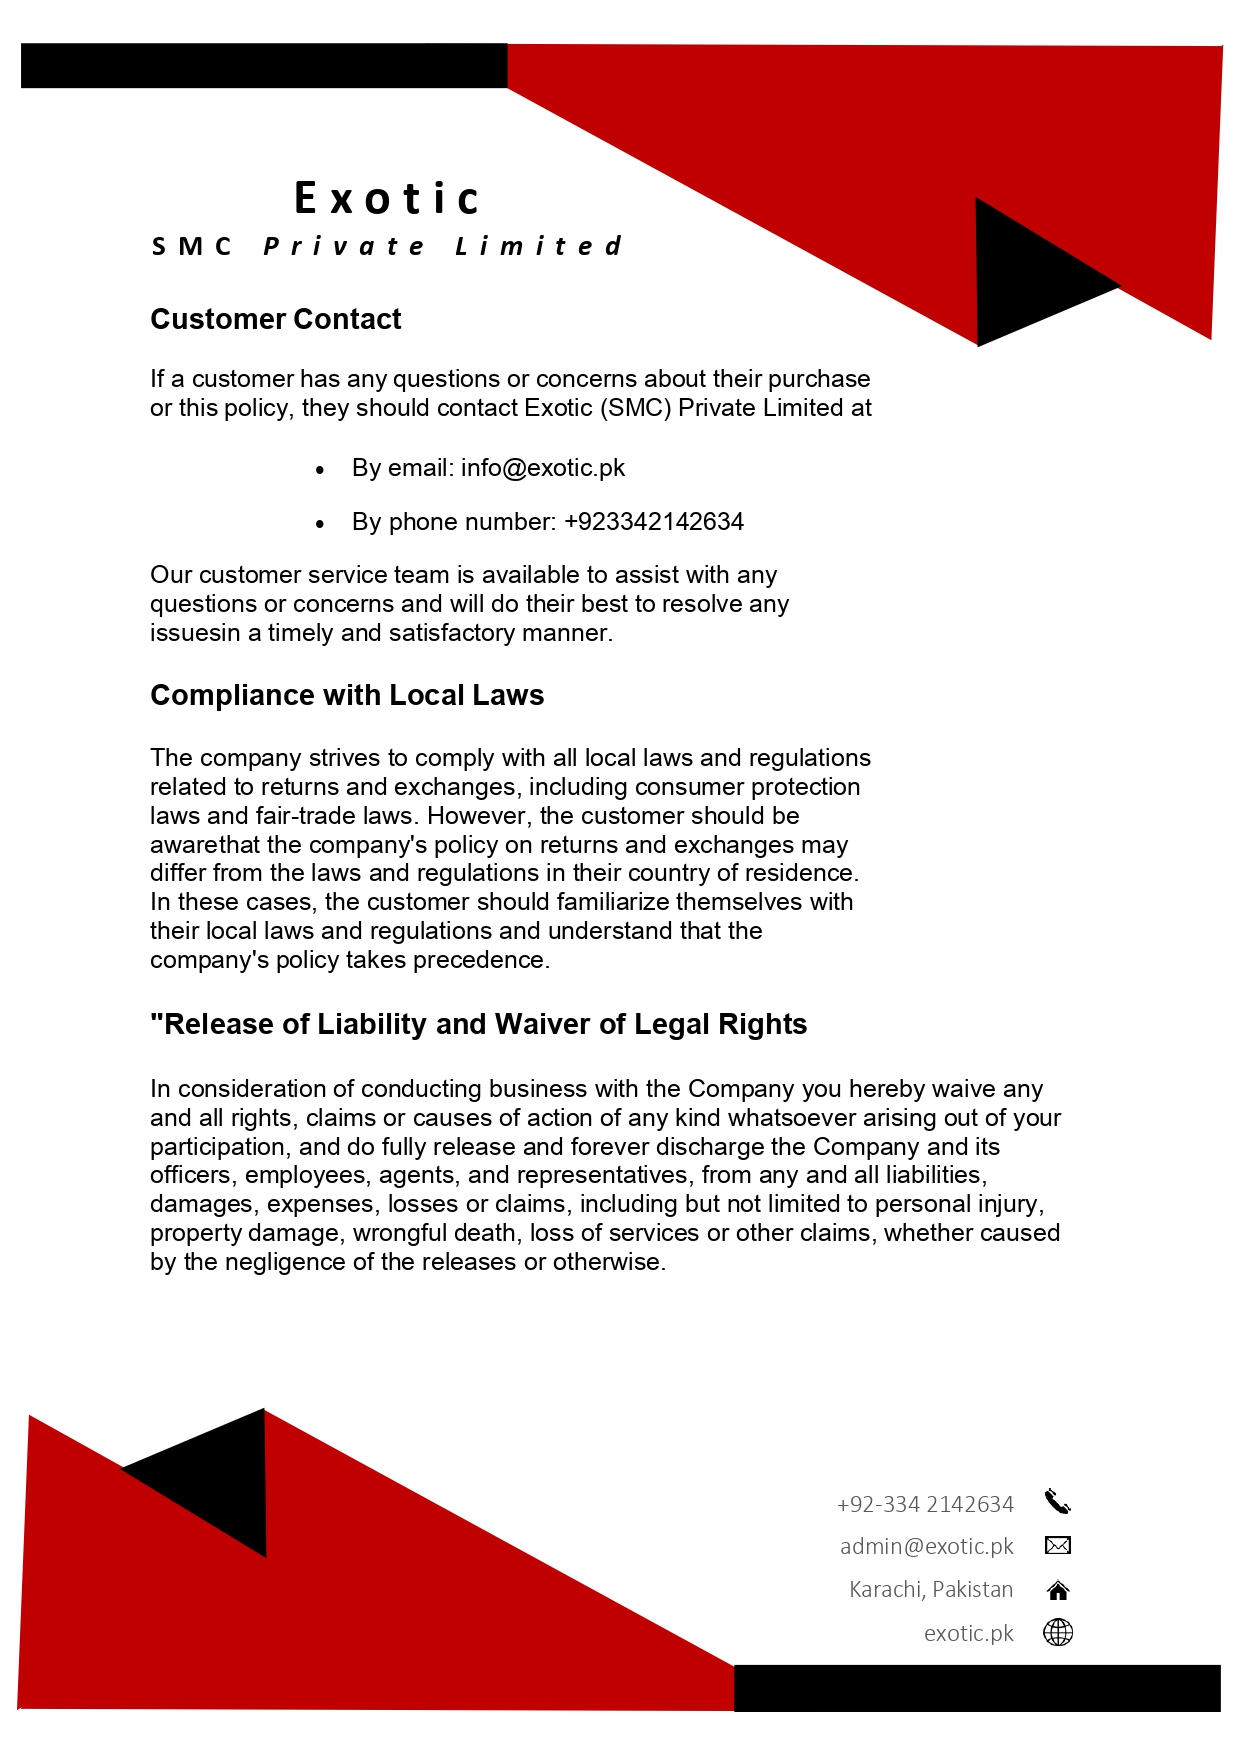 Exotic
SMC Private Limited
Customer Contact
If a customer has any questions or concerns about their purchase
or this policy, they should contact Exotic (SMC) Private Limited at
• By email: info@exotic.pk
• By phone number: +923342142634
Our customer service team is available to assist with any
questions or concerns and will do their best to resolve any
issuesin a timely and satisfactory manner.
Compliance with Local Laws
The company strives to comply with all local laws and regulations
related to returns and exchanges, including consumer protection
laws and fair-trade laws. However, the customer should be
awarethat the company's policy on returns and exchanges may
differ from the laws and regulations in their country of residence.
In these cases, the customer should familiarize themselves with
their local laws and regulations and understand that the
company's policy takes precedence.
"Release of Liability and Waiver of Legal Rights
In consideration of conducting business with the Company you hereby waive any
and all rights, claims or causes of action of any kind whatsoever arising out of your
participation, and do fully release and forever discharge the Company and its
officers, employees, agents, and representatives, from any and all liabilities,
damages, expenses, losses or claims, including but not limited to personal injury,
property damage, wrongful death, loss of services or other claims, whether caused
by the negligence of the releases or otherwise.
+92-334 2142634
admin@exotic.pk
Karachi, Pakistan
exotic.pk